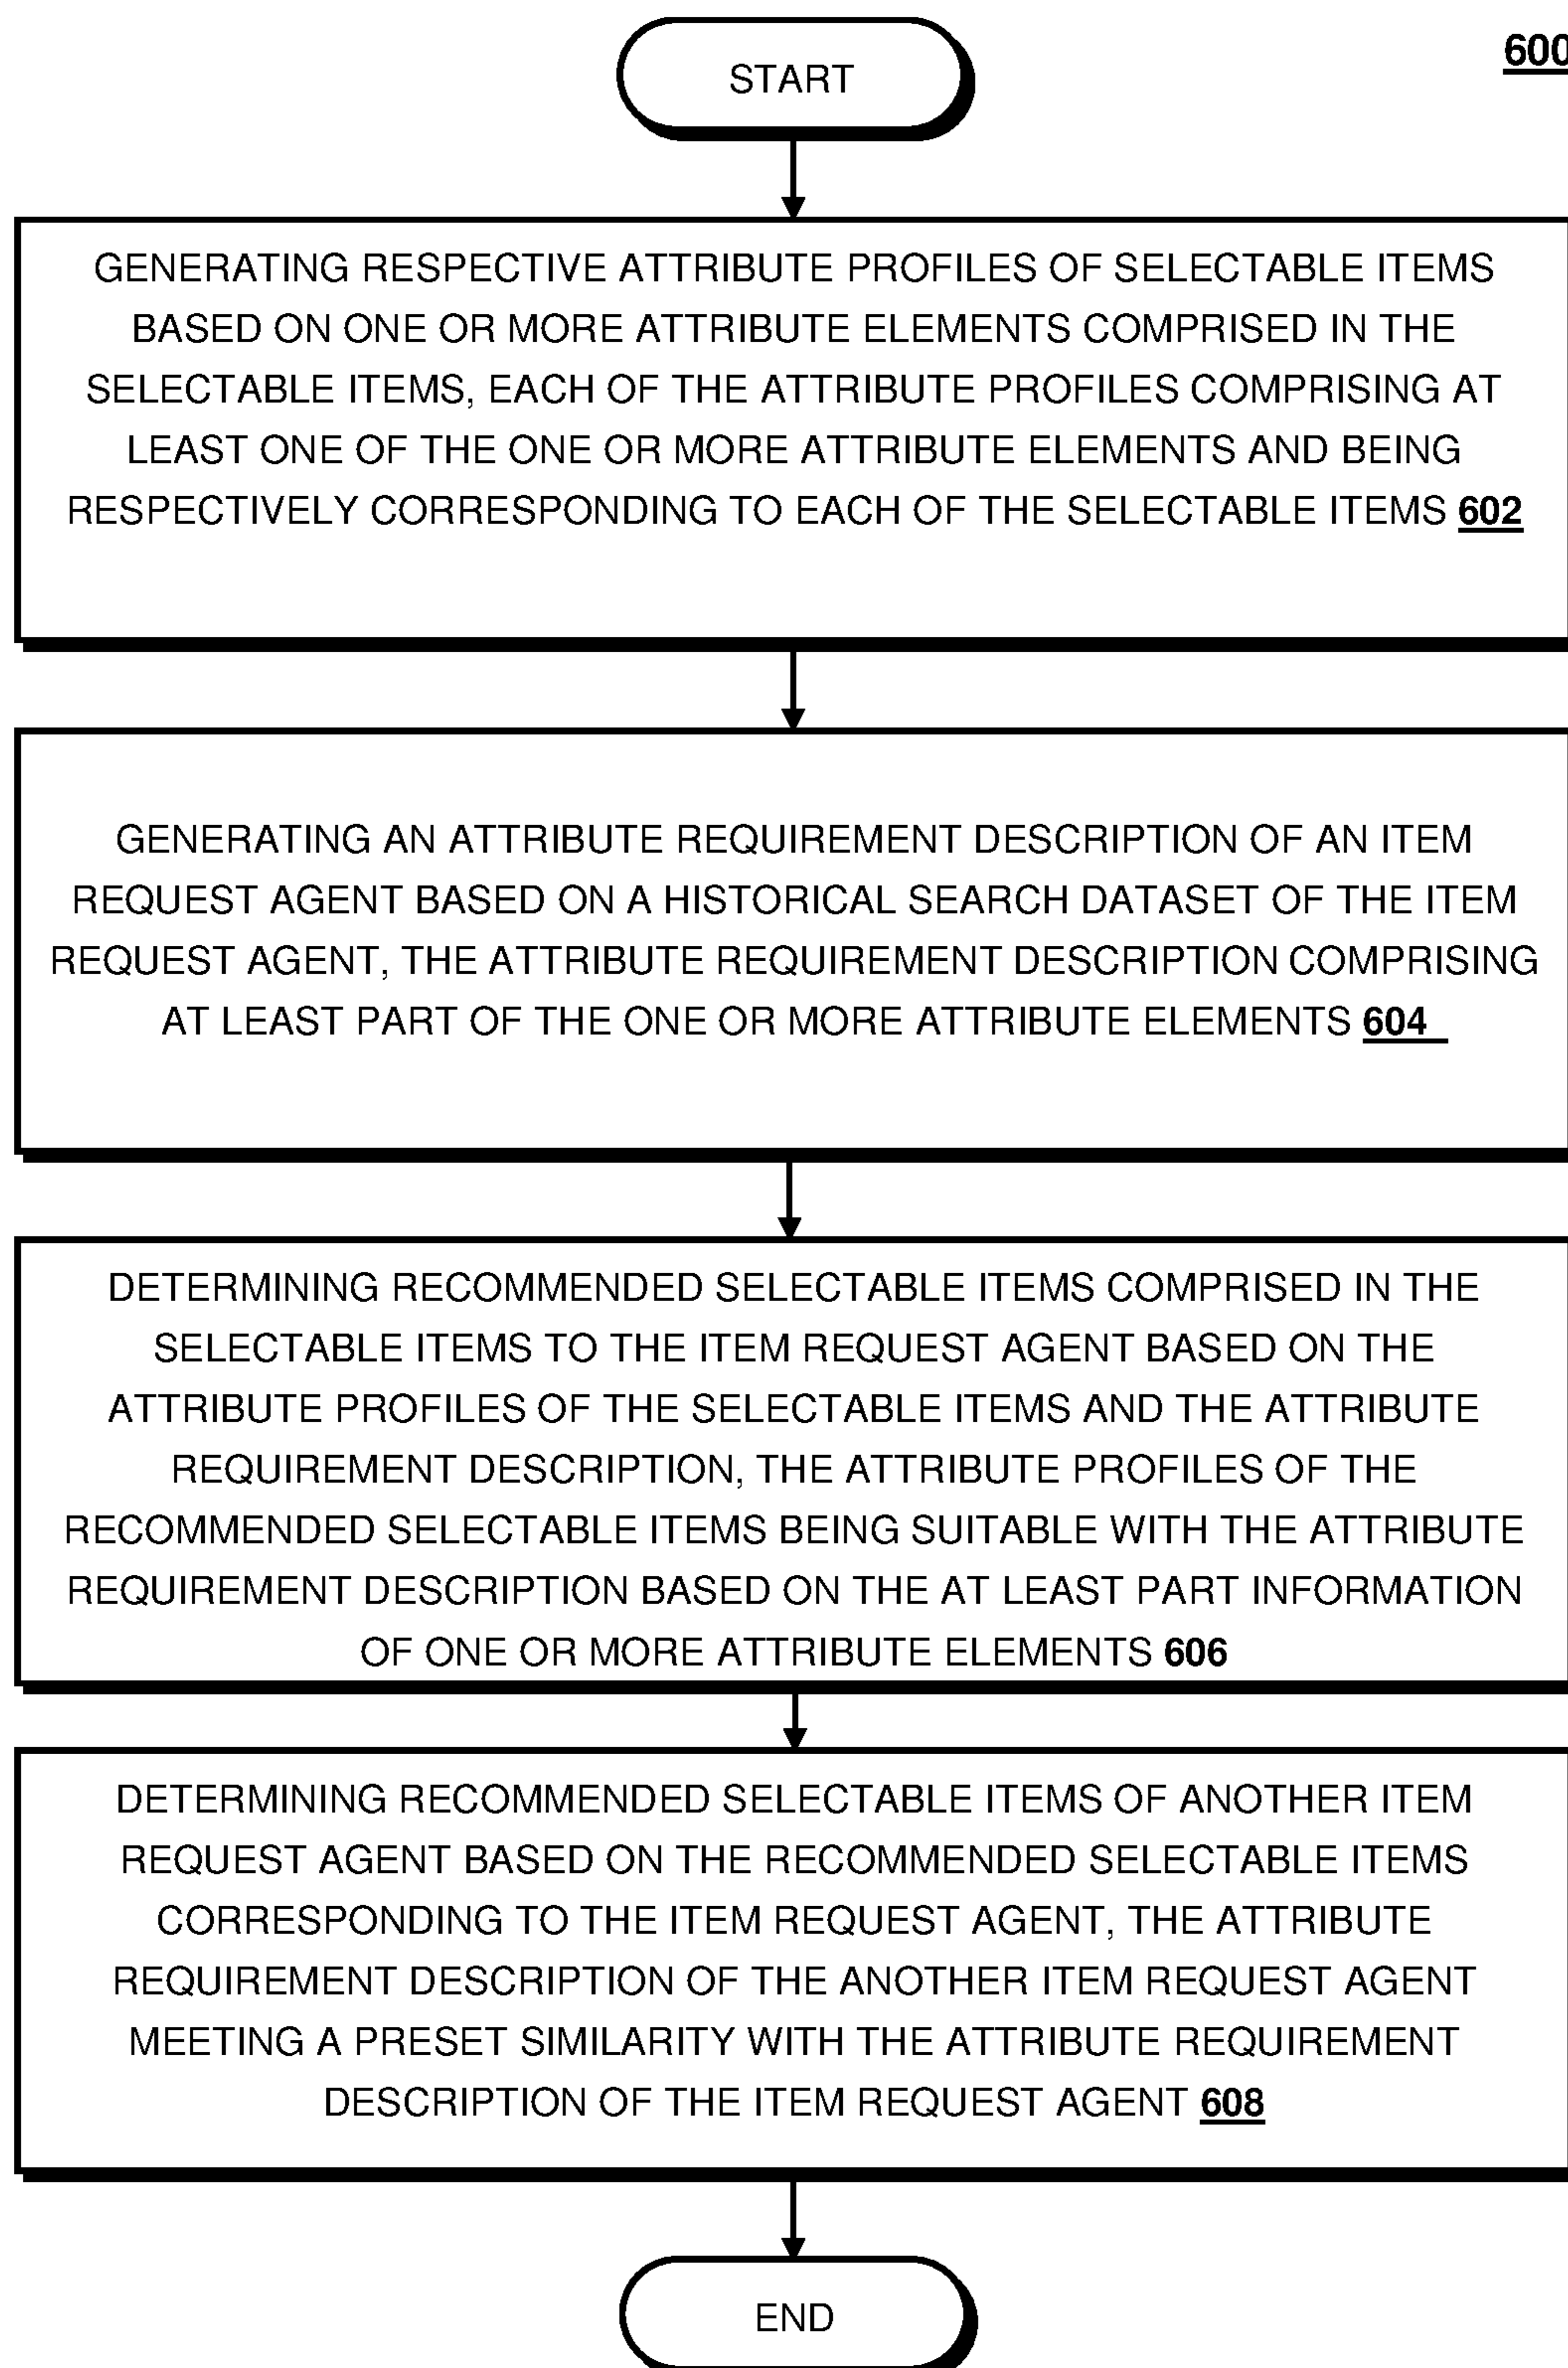 START
600
GENERATING RESPECTIVE ATTRIBUTE PROFILES OF SELECTABLE ITEMS
BASED ON ONE OR MORE ATTRIBUTE ELEMENTS COMPRISED IN THE
SELECTABLE ITEMS, EACH OF THE ATTRIBUTE PROFILES COMPRISING AT
LEAST ONE OF THE ONE OR MORE ATTRIBUTE ELEMENTS AND BEING
RESPECTIVELY CORRESPONDING TO EACH OF THE SELECTABLE ITEMS 602
GENERATING AN ATTRIBUTE REQUIREMENT DESCRIPTION OF AN ITEM
REQUEST AGENT BASED ON A HISTORICAL SEARCH DATASET OF THE ITEM
REQUEST AGENT, THE ATTRIBUTE REQUIREMENT DESCRIPTION COMPRISING
AT LEAST PART OF THE ONE OR MORE ATTRIBUTE ELEMENTS 604
DETERMINING RECOMMENDED SELECTABLE ITEMS COMPRISED IN THE
SELECTABLE ITEMS TO THE ITEM REQUEST AGENT BASED ON THE
ATTRIBUTE PROFILES OF THE SELECTABLE ITEMS AND THE ATTRIBUTE
REQUIREMENT DESCRIPTION, THE ATTRIBUTE PROFILES OF THE
RECOMMENDED SELECTABLE ITEMS BEING SUITABLE WITH THE ATTRIBUTE
REQUIREMENT DESCRIPTION BASED ON THE AT LEAST PART INFORMATION
OF ONE OR MORE ATTRIBUTE ELEMENTS 606
DETERMINING RECOMMENDED SELECTABLE ITEMS OF ANOTHER ITEM
REQUEST AGENT BASED ON THE RECOMMENDED SELECTABLE ITEMS
CORRESPONDING TO THE ITEM REQUEST AGENT, THE ATTRIBUTE
REQUIREMENT DESCRIPTION OF THE ANOTHER ITEM REQUEST AGENT
MEETING A PRESET SIMILARITY WITH THE ATTRIBUTE REQUIREMENT
DESCRIPTION OF THE ITEM REQUEST AGENT 608
END